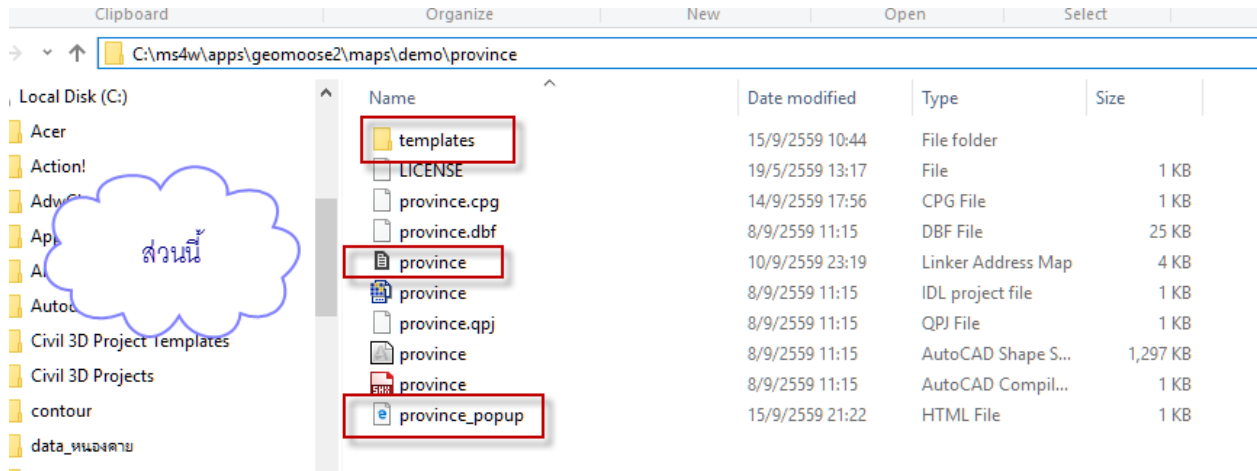 Clipboard Organize New Open Select
C:\ms4w\apps\geomoose2\maps\demo\province
Local Disk (C:)
Acer
Action!
Civil 3D Project Templates
Civil 3D Projects
contour
data_หนองคาย
ส่วนนี้
Name Date modified Type Size
templates 15/9/2559 10:44 File folder
LICENSE 19/5/2559 13:17 File 1 KB
province.cpg 14/9/2559 17:56 CPG File 1 KB
province.dbf 8/9/2559 11:15 DBF File 25 KB
province 10/9/2559 23:19 Linker Address Map 4 KB
province 8/9/2559 11:15 IDL project file 1 KB
province.qpj 8/9/2559 11:15 QPJ File 1 KB
province 8/9/2559 11:15 AutoCAD Shape S... 1,297 KB
SHX province 8/9/2559 11:15 AutoCAD Compil... 1 KB
province_popup 15/9/2559 21:22 HTML File 1 KB